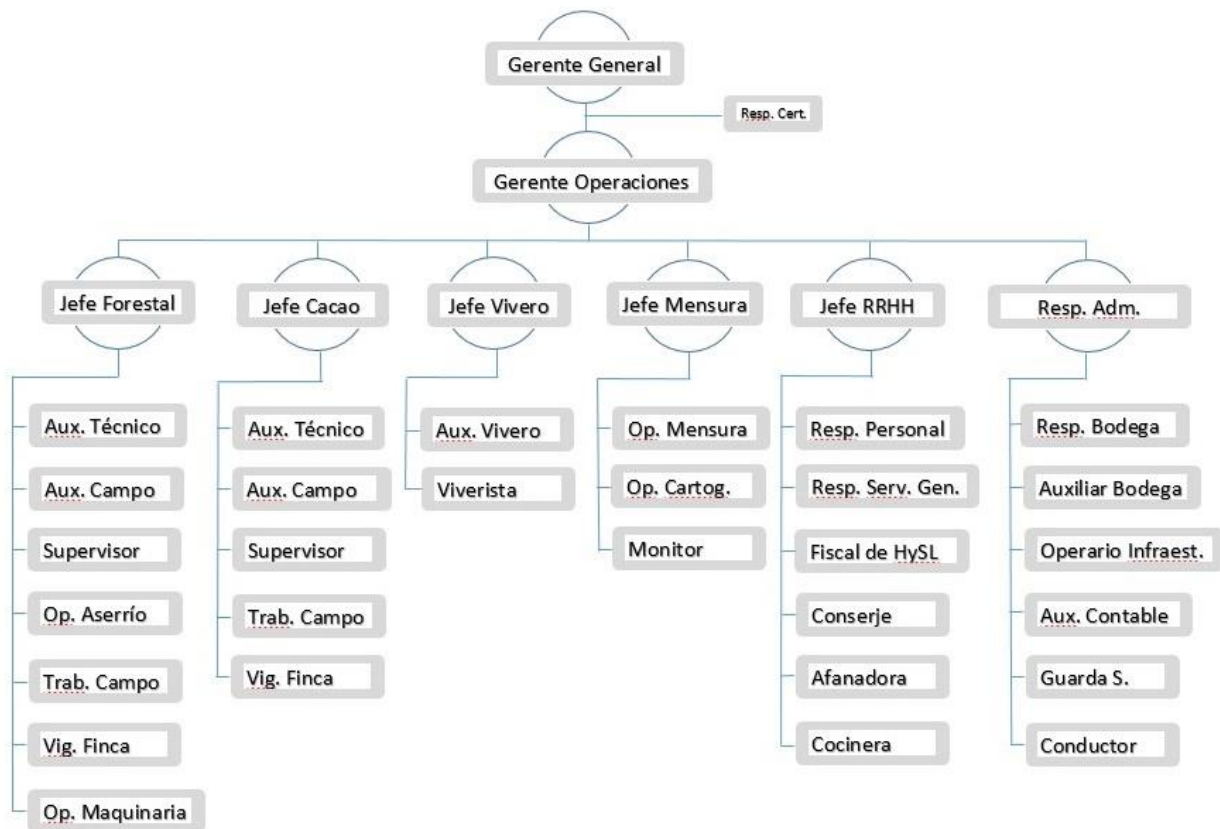 Gerente General
Resp. Cert.
Gerente Operaciones
Jefe Forestal
Aux. Técnico
Aux. Campo
Supervisor
Op. Aserrío
Trab. Campo
Vig. Finca
Op. Maquinaria
Jefe Cacao
Aux. Técnico
Aux. Campo
Supervisor
Trab. Campo
Vig. Finca
Jefe Vivero
Aux. Vivero
Viverista
Jefe Mensura
Op. Mensura
Op. Cartog.
Monitor
Jefe RRHH
Resp. Personal
Resp. Serv. Gen.
Fiscal de HySL
Conserje
Afanadora
Cocinera
Resp. Adm.
Resp. Bodega
Auxiliar Bodega
Operario Infraest.
Aux. Contable
Guarda S.
Conductor